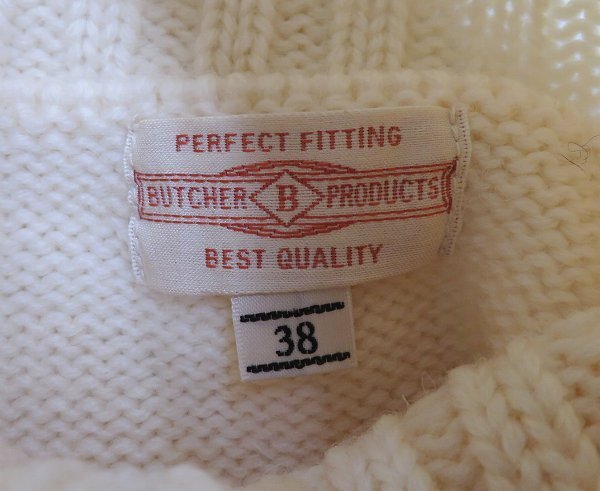 PERFECT FITTING
BUTCHER B PRODUCTS
BEST QUALITY
38